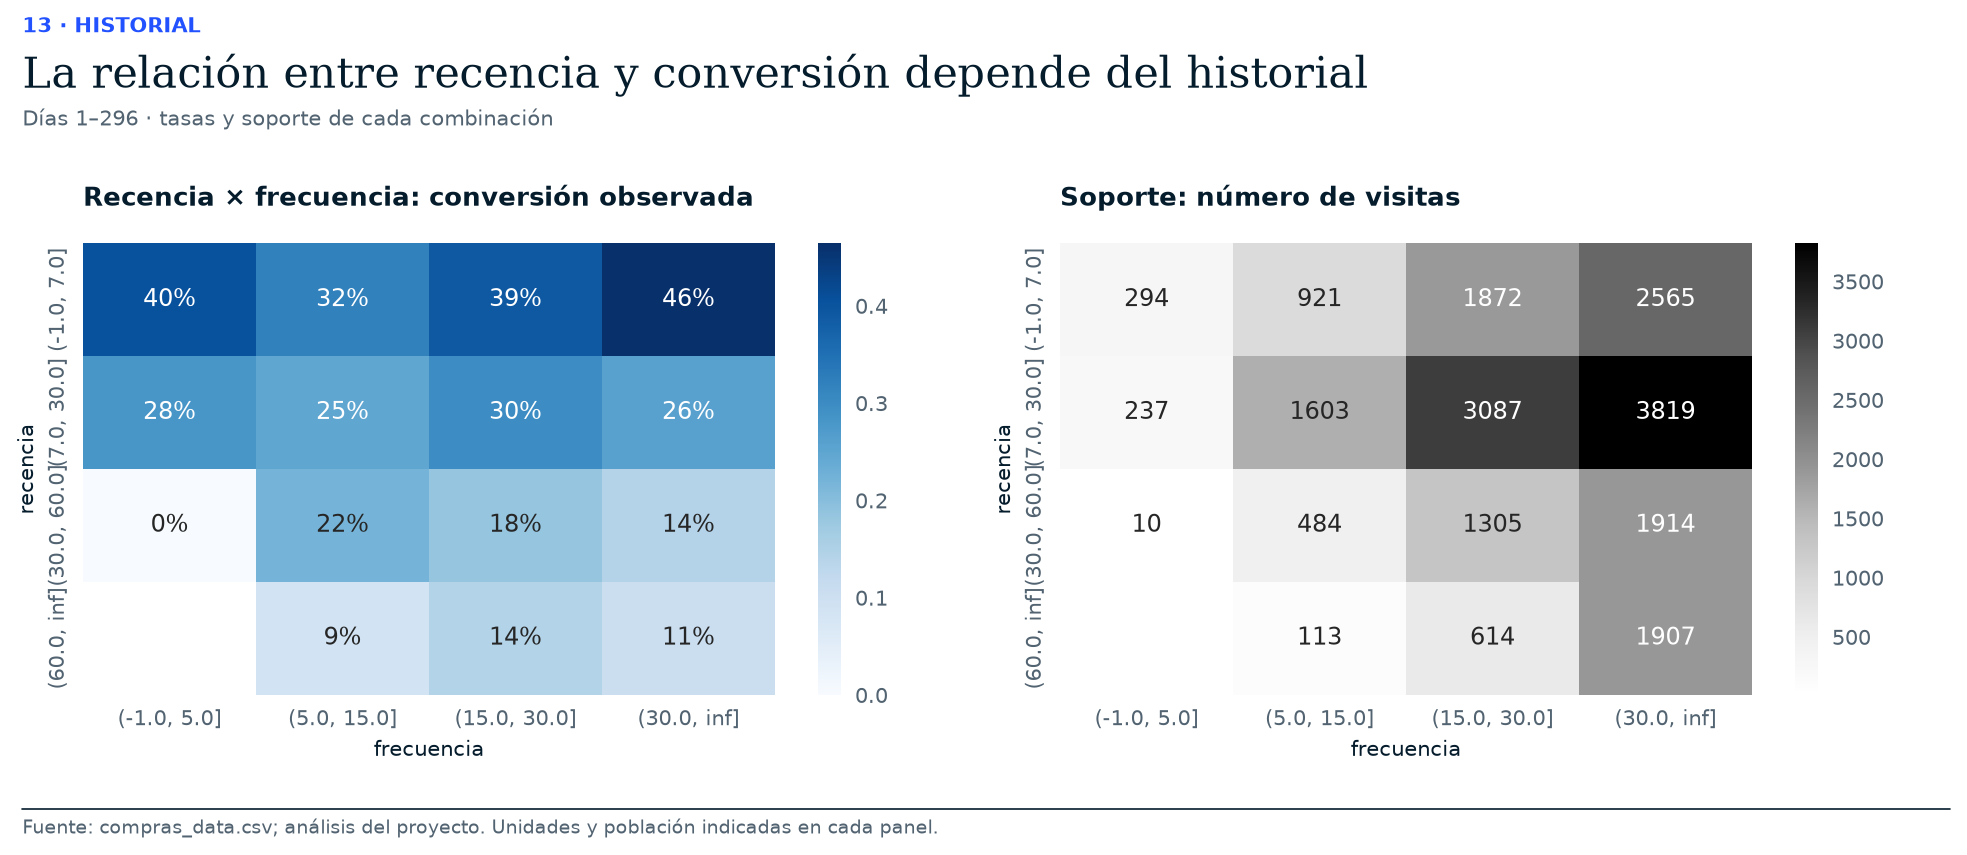 13 · HISTORIAL
La relación entre recencia y conversión depende del historial
Días 1–296 · tasas y soporte de cada combinación
Recencia × frecuencia: conversión observada
recencia
(-1.0, 7.0]
(7.0, 30.0]
(30.0, 60.0]
(60.0, inf]
40% 32% 39% 46%
28% 25% 30% 26%
0% 22% 18% 14%
9% 14% 11%
(-1.0, 5.0] (5.0, 15.0] (15.0, 30.0] (30.0, inf]
frecuencia
0.4
0.3
0.2
0.1
0.0
Soporte: número de visitas
recencia
(-1.0, 7.0]
(7.0, 30.0]
(30.0, 60.0]
(60.0, inf]
294 921 1872 2565
237 1603 3087 3819
10 484 1305 1914
113 614 1907
(-1.0, 5.0] (5.0, 15.0] (15.0, 30.0] (30.0, inf]
frecuencia
3500
3000
2500
2000
1500
1000
500
Fuente: compras_data.csv; análisis del proyecto. Unidades y población indicadas en cada panel.